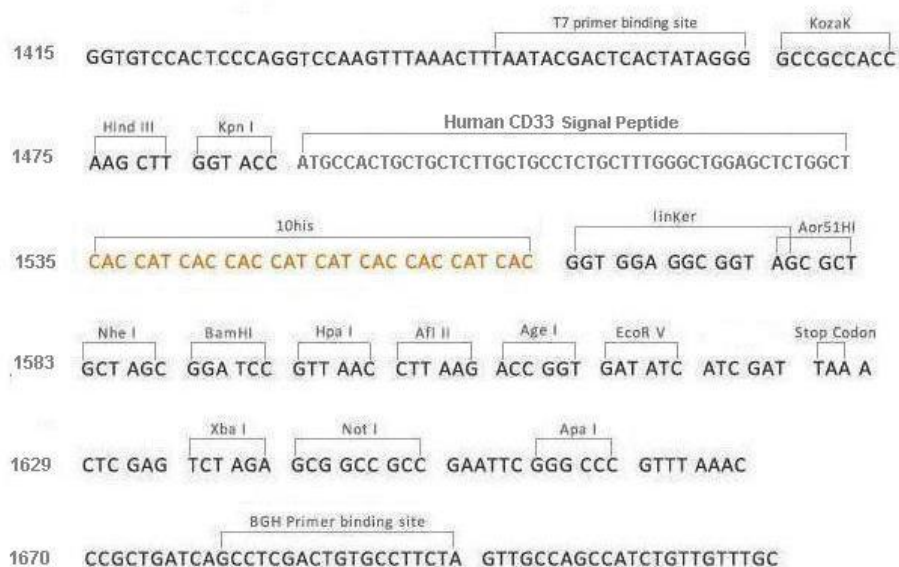 T7 primer binding site KozaK
1415 GGTGTCCACTCCCAGGTCCAAGTTTAAACTTTAATACGACTCACTATAGGG GCCGCCACC
Hind III Kpn I Human CD33 Signal Peptide
1475 AAG CTT GGT ACC ATGCCACTGCTGCTCTTGCTGCCTCTGCTTTGGGCTGGAGCTCTGGCT
10his linKer Aor51HI
1535 CAC CAT CAC CAC CAT CAT CAC CAC CAT CAC GGT GGA GGC GGT AGC GCT
Nhe I BamHI Hpa I Afl II Age I EcoR V Stop Codon
1583 GCT AGC GGA TCC GTT AAC CTT AAG ACC GGT GAT ATC ATC GAT TAA A
Xba I Not I Apa I
1629 CTC GAG TCT AGA GCG GCC GCC GAATTC GGG CCC GTTT AAAC
BGH Primer binding site
1670 CCGCTGATCAGCCTCGACTGTGCCTTCTA GTTGCCAGCCATCTGTTGTTTGC